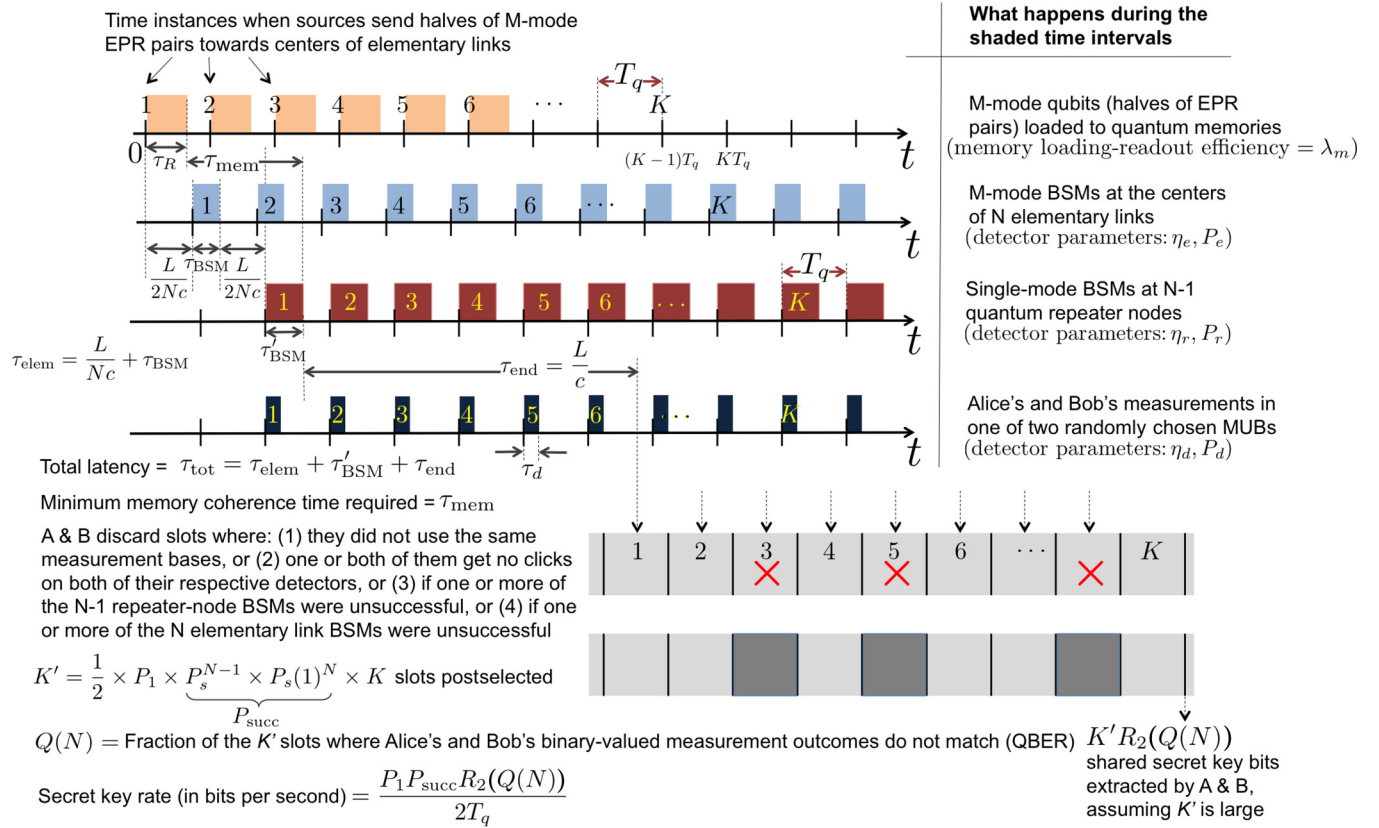 Time instances when sources send halves of M-mode
EPR pairs towards centers of elementary links
What happens during the
shaded time intervals
1 2 3 4 5 6 ··· T_q K
0 τ_R τ_mem (K − 1)T_q KT_q t
M-mode qubits (halves of EPR
pairs) loaded to quantum memories
(memory loading-readout efficiency = λ_m)
1 2 3 4 5 6 ··· K
t
M-mode BSMs at the centers
of N elementary links
(detector parameters: η_e, P_e)
L/2Nc τ_BSM L/2Nc
T_q
1 2 3 4 5 6 ··· K
t
Single-mode BSMs at N-1
quantum repeater nodes
(detector parameters: η_r, P_r)
τ_elem = L/Nc + τ_BSM
τ′_BSM
τ_end = L/c
1 2 3 4 5 6 ··· K
t
Alice's and Bob's measurements in
one of two randomly chosen MUBs
(detector parameters: η_d, P_d)
Total latency = τ_tot = τ_elem + τ′_BSM + τ_end
τ_d
Minimum memory coherence time required = τ_mem
A & B discard slots where: (1) they did not use the same
measurement bases, or (2) one or both of them get no clicks
on both of their respective detectors, or (3) if one or more of
the N-1 repeater-node BSMs were unsuccessful, or (4) if one
or more of the N elementary link BSMs were unsuccessful
1 2 3 4 5 6 ··· K
K′ = 1/2 × P_1 × P_s^{N−1} × P_s(1)^N × K slots postselected
P_succ
Q(N) = Fraction of the K' slots where Alice's and Bob's binary-valued measurement outcomes do not match (QBER)
K′R_2(Q(N))
shared secret key bits
extracted by A & B,
assuming K' is large
Secret key rate (in bits per second) = P_1P_succR_2(Q(N))/2T_q